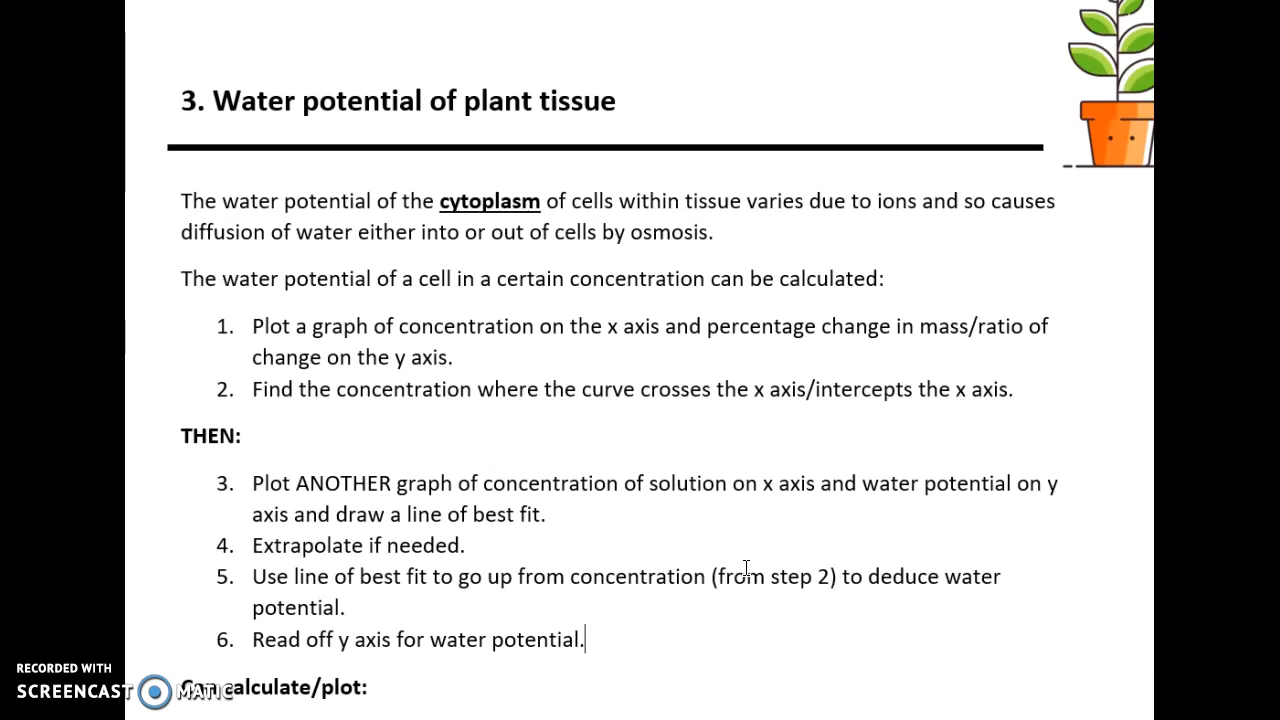 3. Water potential of plant tissue
The water potential of the cytoplasm of cells within tissue varies due to ions and so causes
diffusion of water either into or out of cells by osmosis.
The water potential of a cell in a certain concentration can be calculated:
1. Plot a graph of concentration on the x axis and percentage change in mass/ratio of
change on the y axis.
2. Find the concentration where the curve crosses the x axis/intercepts the x axis.
THEN:
3. Plot ANOTHER graph of concentration of solution on x axis and water potential on y
axis and draw a line of best fit.
4. Extrapolate if needed.
5. Use line of best fit to go up from concentration (from step 2) to deduce water
potential.
6. Read off y axis for water potential.
calculate/plot:
RECORDED WITH
SCREENCAST MATIC